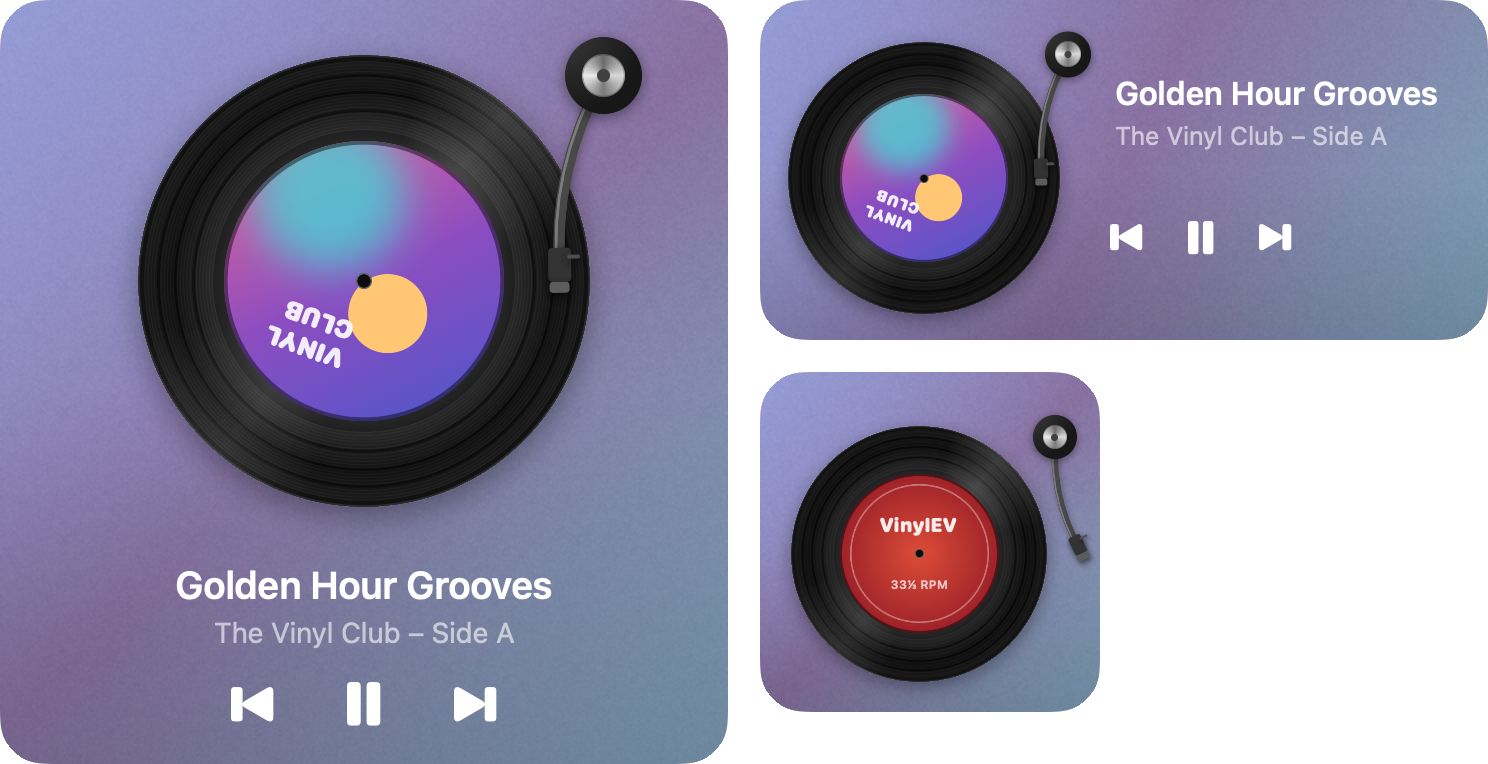 VINYL
CLUB
Golden Hour Grooves
The Vinyl Club – Side A
VINYL
CLUB
Golden Hour Grooves
The Vinyl Club – Side A
VinylEV
33⅓ RPM